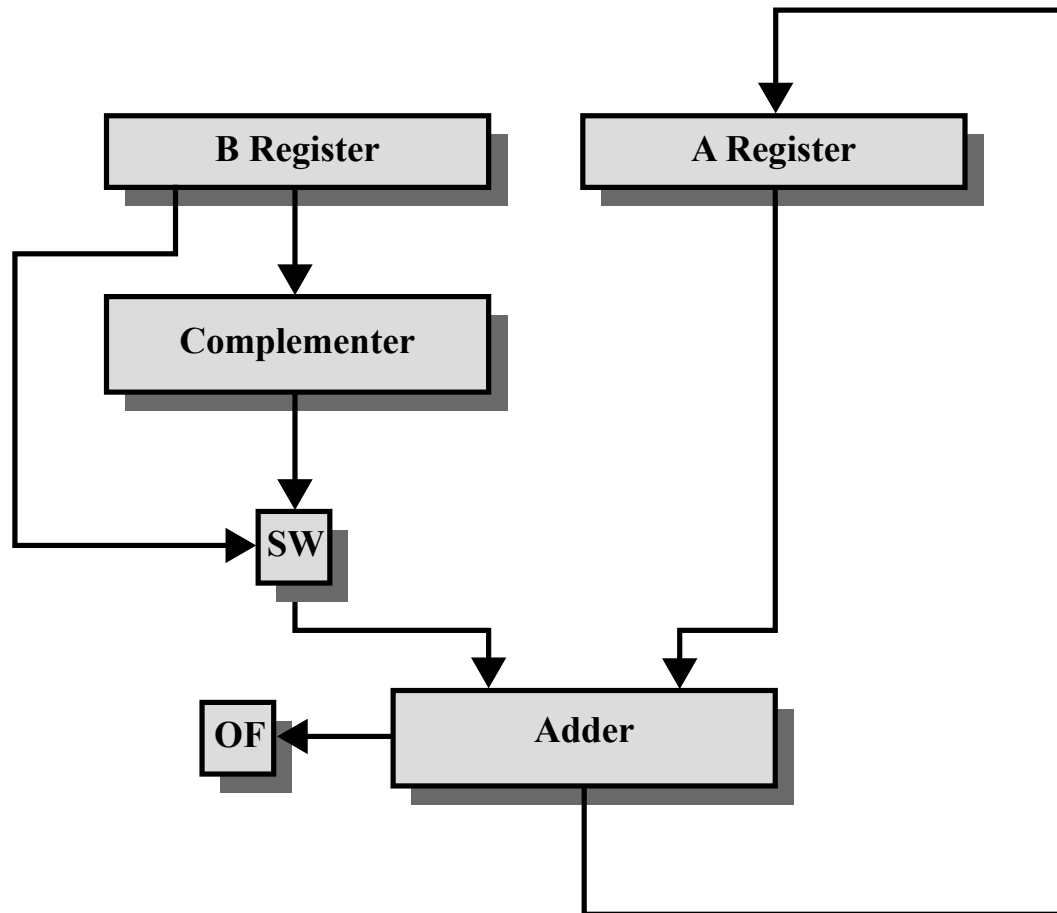 B Register
A Register
Complementer
SW
OF
Adder